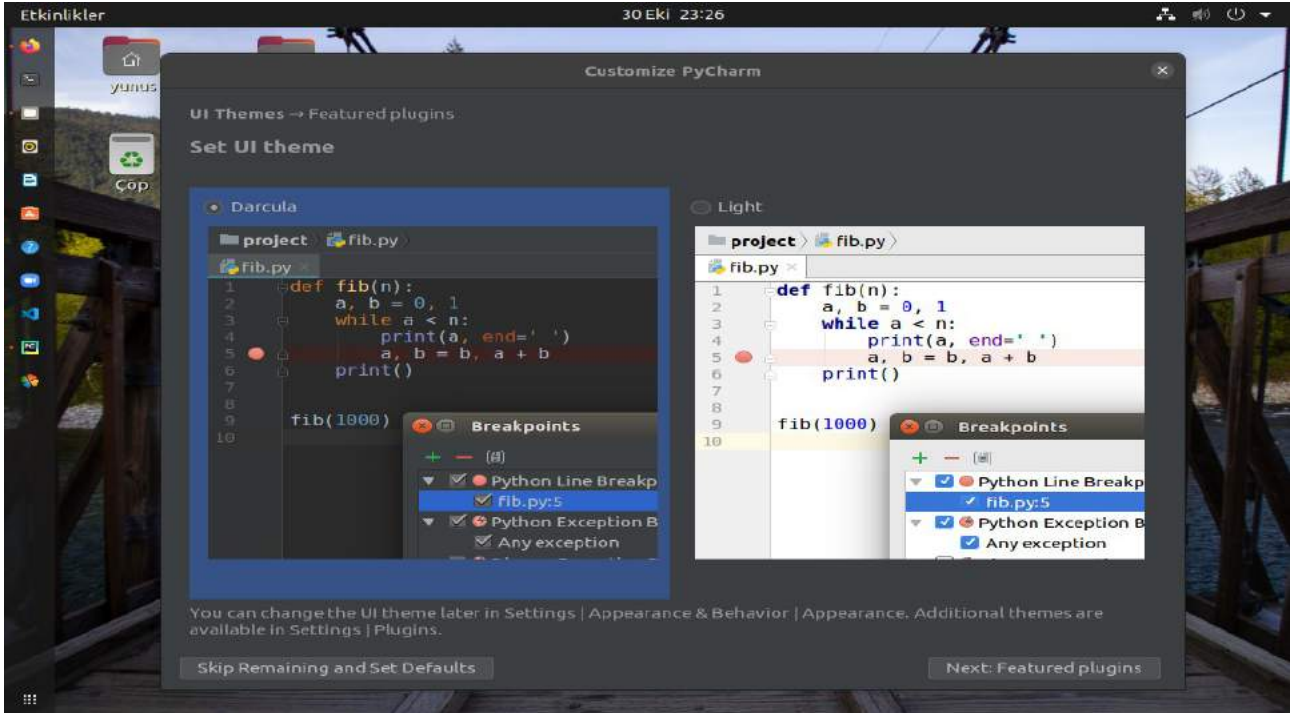 Etkinlikler
30 Eki 23:26
yunus
Çöp
Customize PyCharm
UI Themes → Featured plugins
Set UI theme
Darcula
project fib.py
fib.py
1 def fib(n):
2 a, b = 0, 1
3 while a < n:
4 print(a, end=' ')
5 a, b = b, a + b
6 print()
7
8
9 fib(1000)
10
Breakpoints
Python Line Breakp
fib.py:5
Python Exception B
Any exception
Light
project fib.py
fib.py
1 def fib(n):
2 a, b = 0, 1
3 while a < n:
4 print(a, end=' ')
5 a, b = b, a + b
6 print()
7
8
9 fib(1000)
10
Breakpoints
Python Line Breakp
fib.py:5
Python Exception B
Any exception
You can change the UI theme later in Settings | Appearance & Behavior | Appearance. Additional themes are
available in Settings | Plugins.
Skip Remaining and Set Defaults
Next: Featured plugins